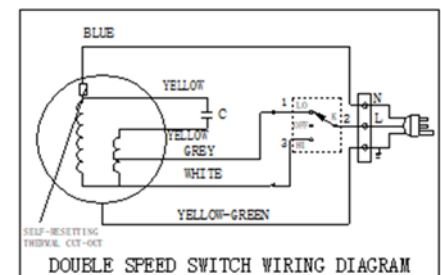 BLUE
YELLOW
C
YELLOW
GREY
WHITE
YELLOW-GREEN
1 LO
OFF
K
2
3 HI
N
L
SELF-RESETTING
THERMAL CUT-OUT
DOUBLE SPEED SWITCH WIRING DIAGRAM